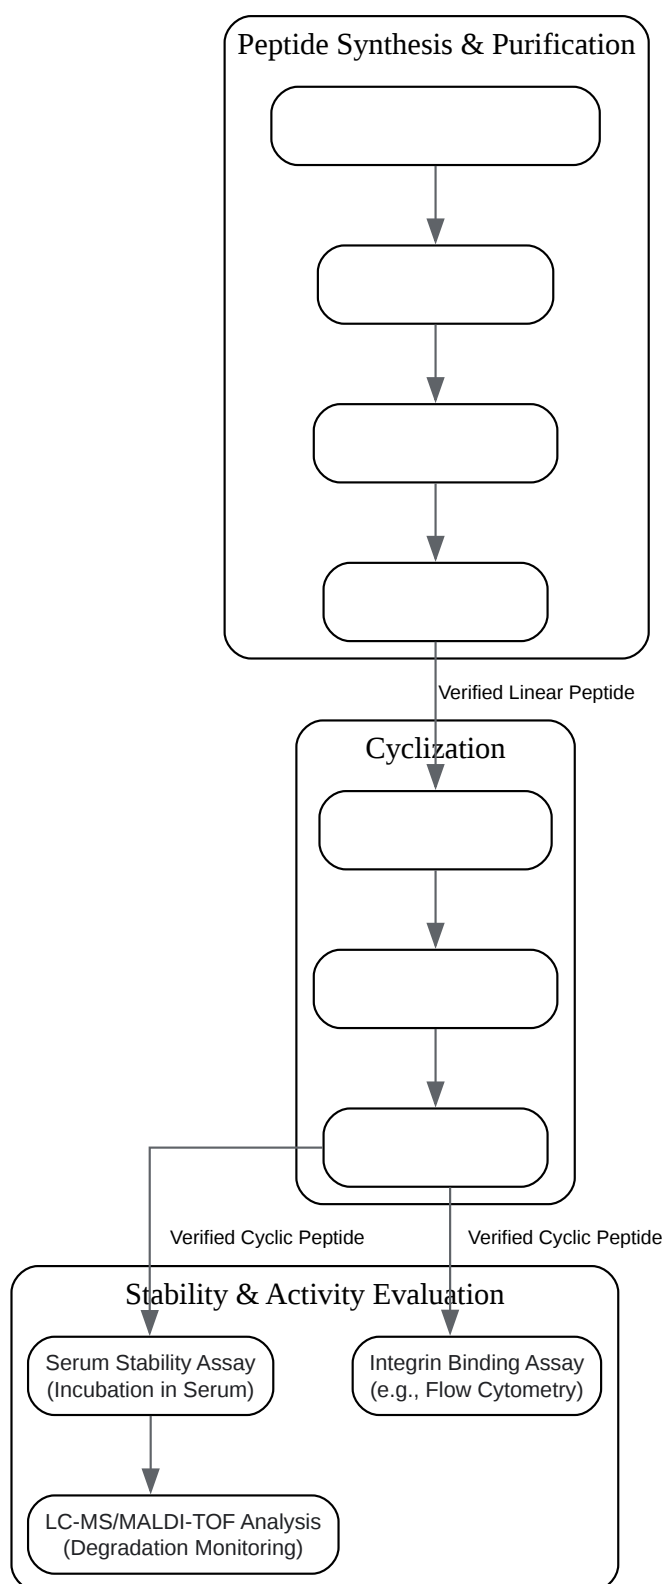 Peptide Synthesis & Purification
Verified Linear Peptide
Cyclization
Verified Cyclic Peptide
Verified Cyclic Peptide
Stability & Activity Evaluation
Serum Stability Assay
(Incubation in Serum)
Integrin Binding Assay
(e.g., Flow Cytometry)
LC-MS/MALDI-TOF Analysis
(Degradation Monitoring)